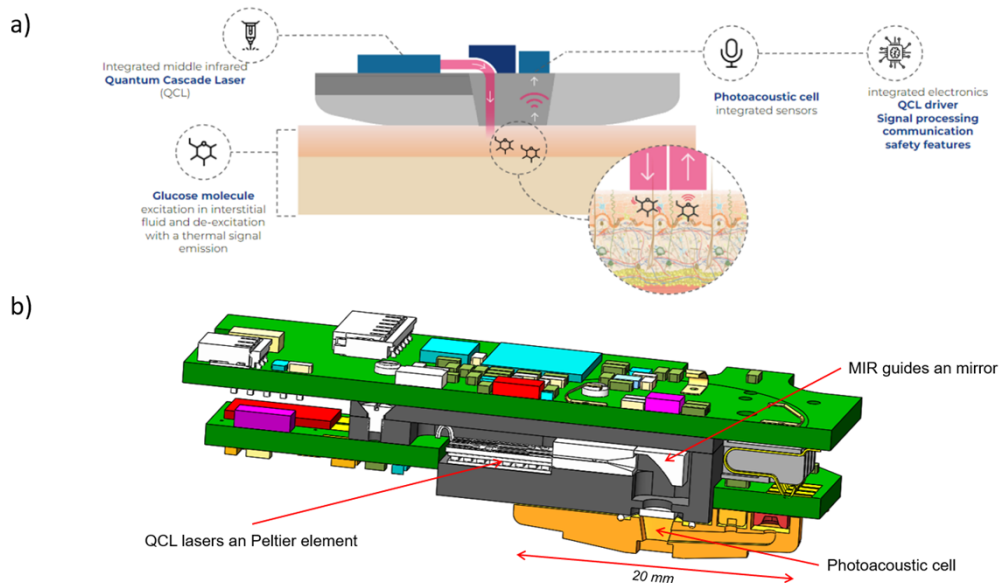 a)
Integrated middle infrared
Quantum Cascade Laser
(QCL)
Photoacoustic cell
integrated sensors
integrated electronics
QCL driver
Signal processing
communication
safety features
Glucose molecule
excitation in interstitial
fluid and de-excitation
with a thermal signal
emission
b)
MIR guides an mirror
QCL lasers an Peltier element
Photoacoustic cell
20 mm